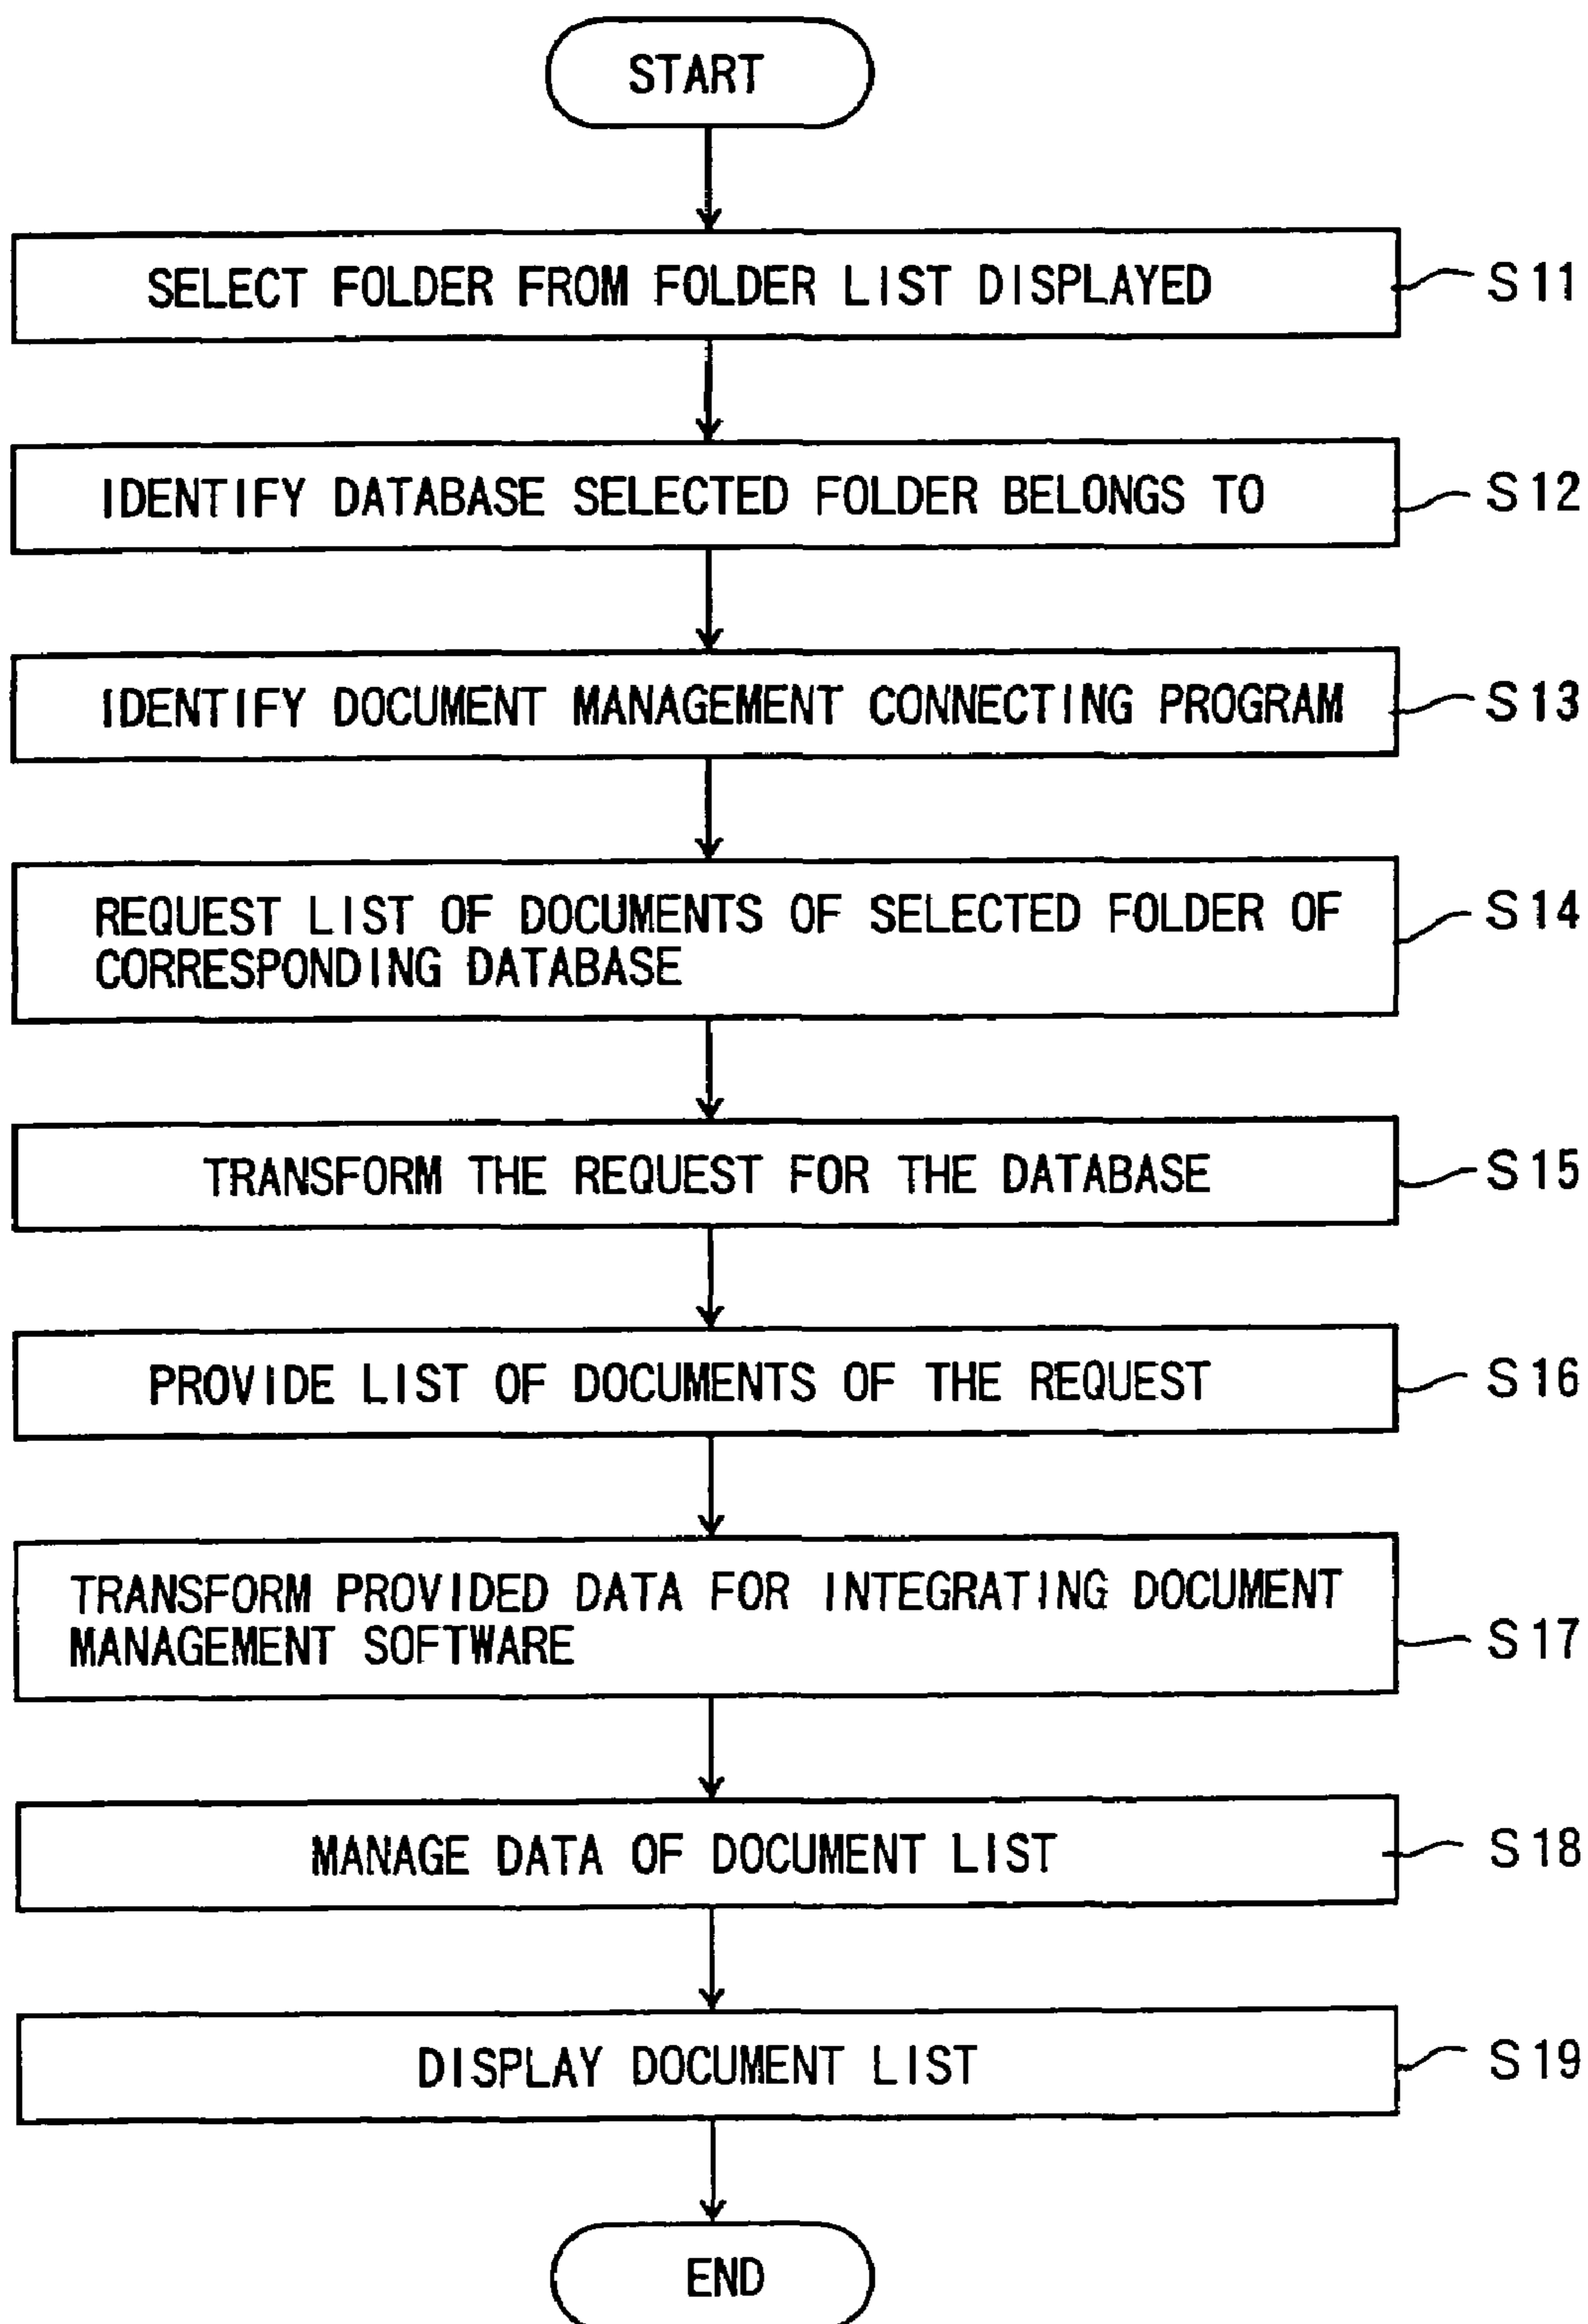 START
SELECT FOLDER FROM FOLDER LIST DISPLAYED
S11
IDENTIFY DATABASE SELECTED FOLDER BELONGS TO
S12
IDENTIFY DOCUMENT MANAGEMENT CONNECTING PROGRAM
S13
REQUEST LIST OF DOCUMENTS OF SELECTED FOLDER OF
CORRESPONDING DATABASE
S14
TRANSFORM THE REQUEST FOR THE DATABASE
S15
PROVIDE LIST OF DOCUMENTS OF THE REQUEST
S16
TRANSFORM PROVIDED DATA FOR INTEGRATING DOCUMENT
MANAGEMENT SOFTWARE
S17
MANAGE DATA OF DOCUMENT LIST
S18
DISPLAY DOCUMENT LIST
S19
END